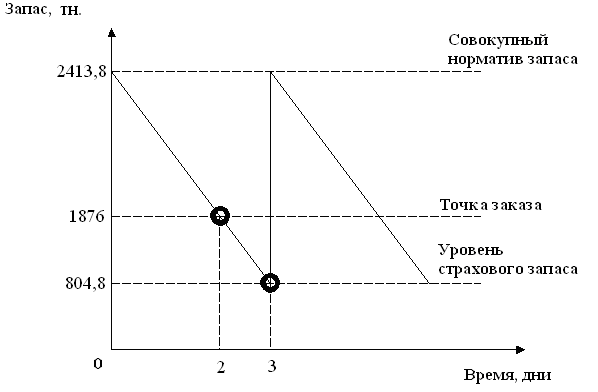 Запас, тн.
Совокупный
норматив запаса
2413,8
Точка заказа
1876
Уровень
страхового запаса
804,8
0
2
3
Время, дни